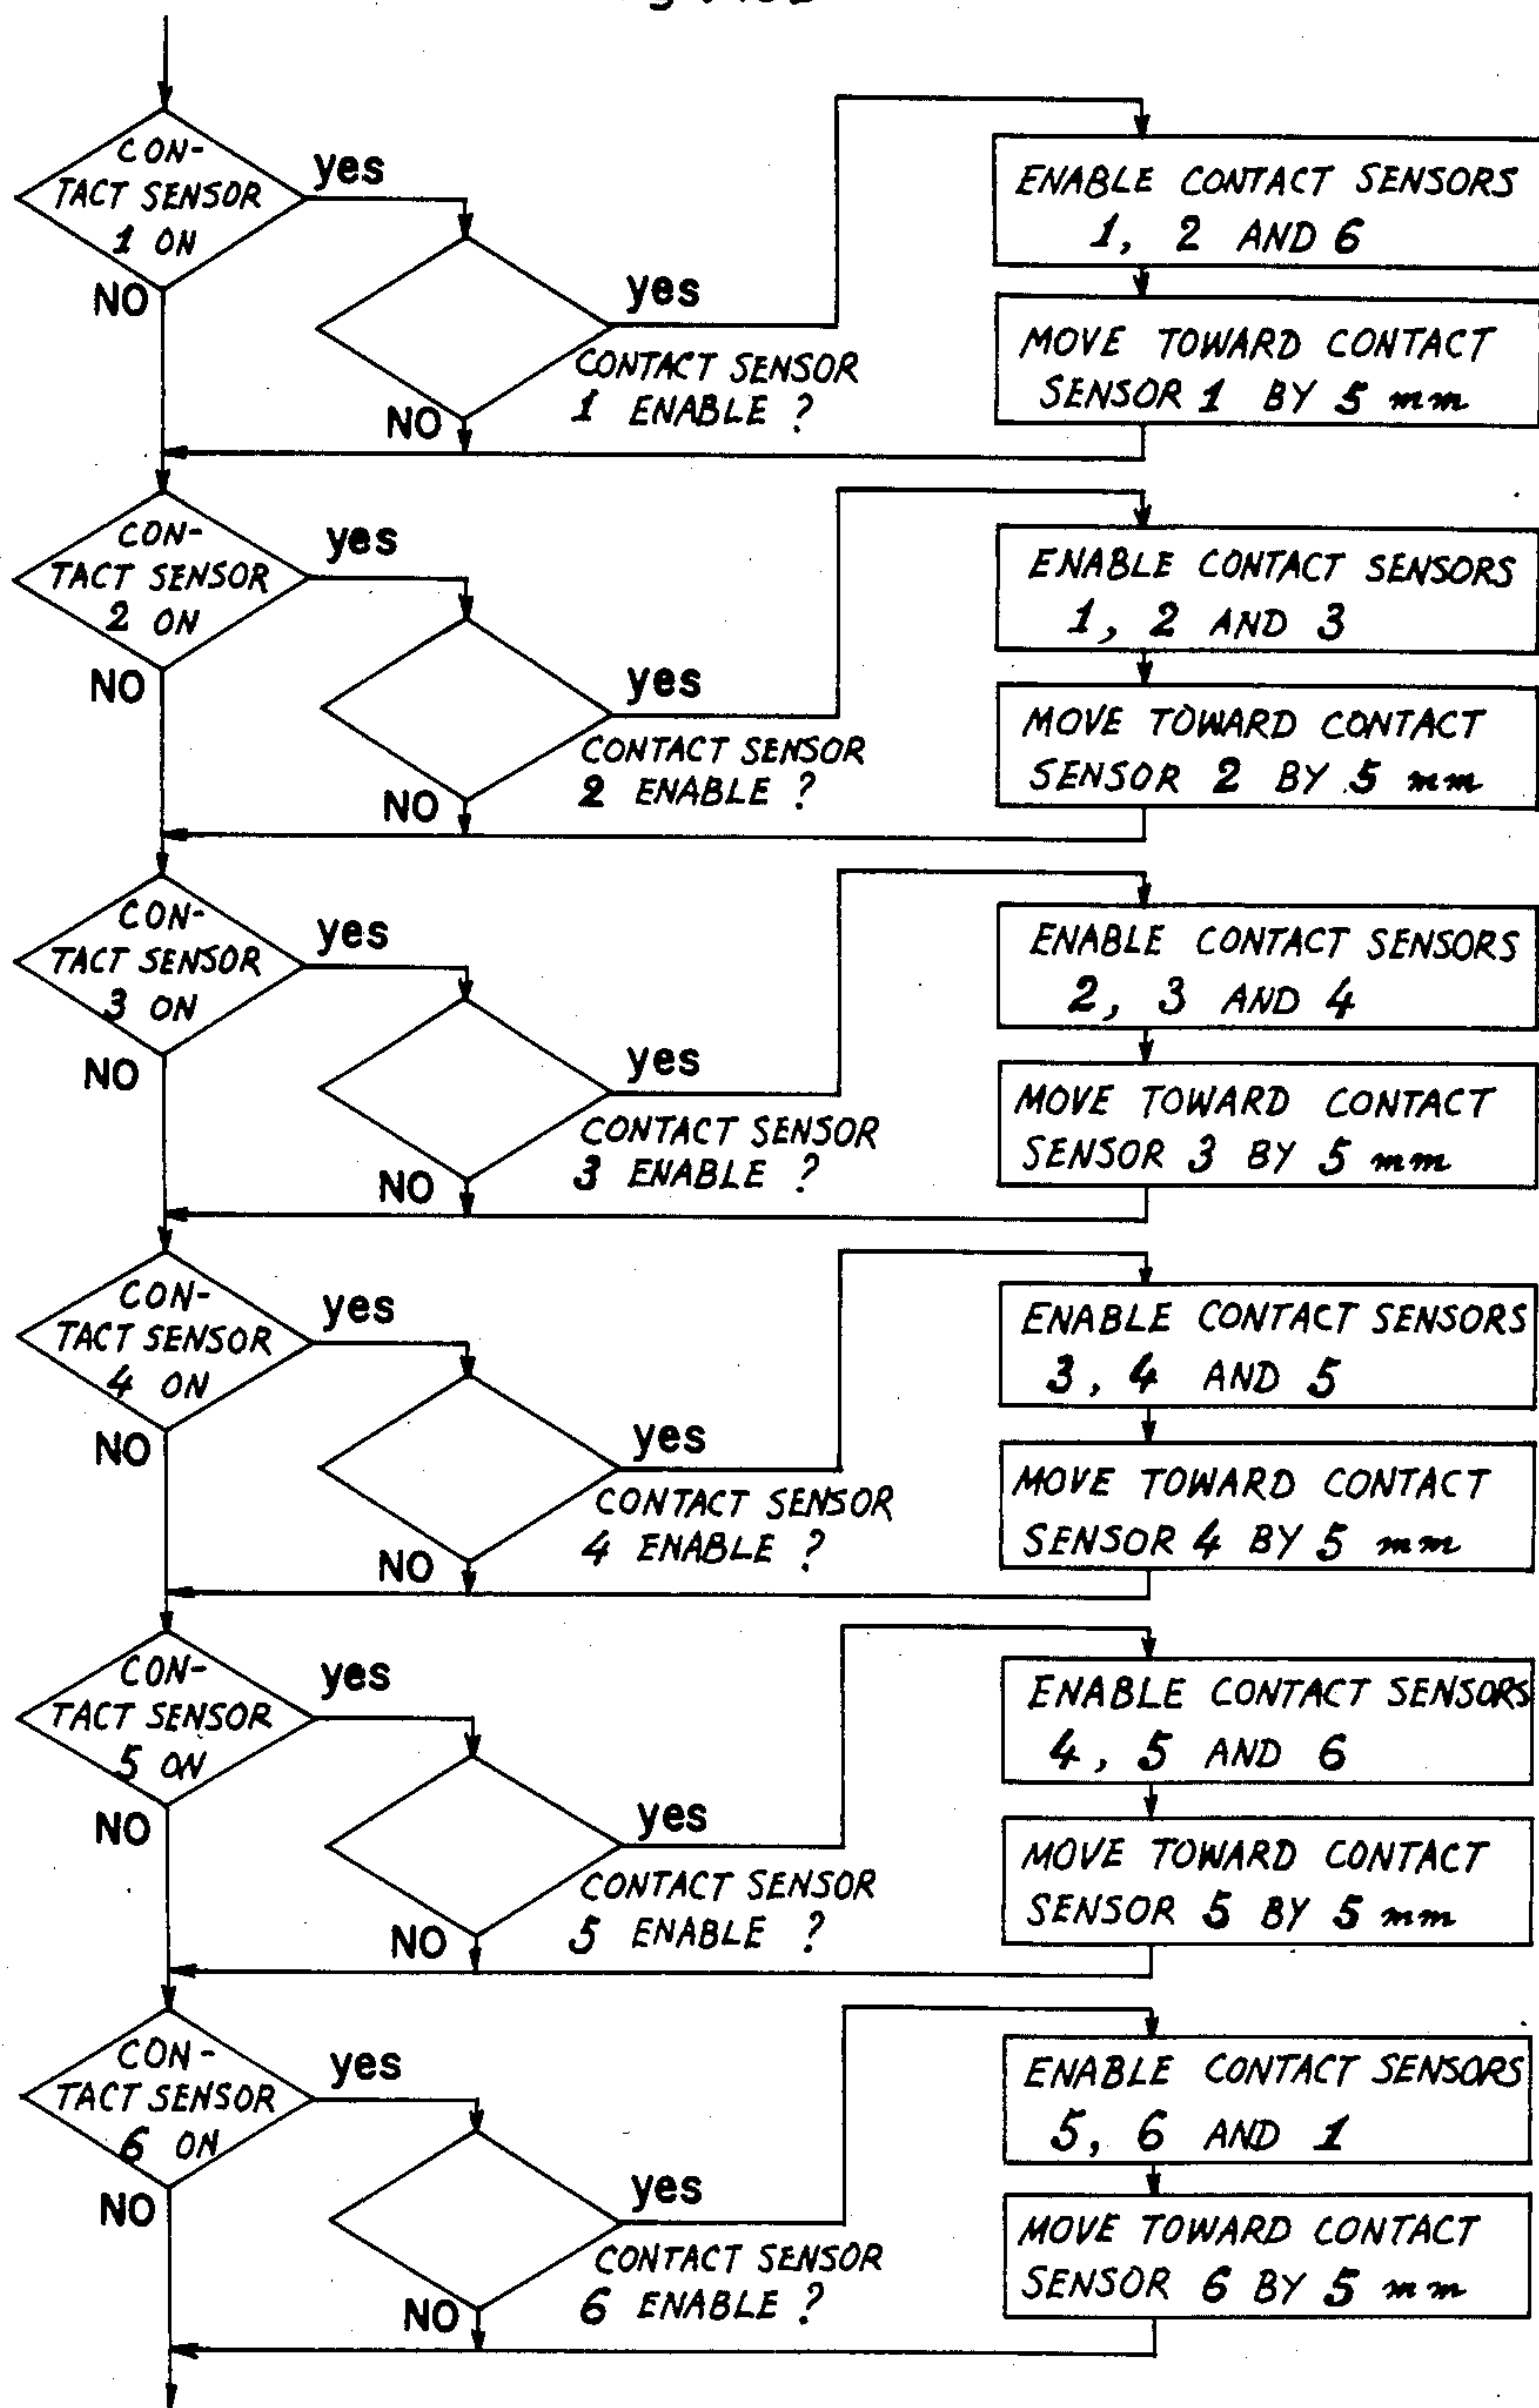 CON-
TACT SENSOR
1 ON
yes
NO
yes
CONTACT SENSOR
1 ENABLE ?
NO
ENABLE CONTACT SENSORS
1, 2 AND 6
MOVE TOWARD CONTACT
SENSOR 1 BY 5 mm
CON-
TACT SENSOR
2 ON
yes
NO
yes
CONTACT SENSOR
2 ENABLE ?
NO
ENABLE CONTACT SENSORS
1, 2 AND 3
MOVE TOWARD CONTACT
SENSOR 2 BY 5 mm
CON-
TACT SENSOR
3 ON
yes
NO
yes
CONTACT SENSOR
3 ENABLE ?
NO
ENABLE CONTACT SENSORS
2, 3 AND 4
MOVE TOWARD CONTACT
SENSOR 3 BY 5 mm
CON-
TACT SENSOR
4 ON
yes
NO
yes
CONTACT SENSOR
4 ENABLE ?
NO
ENABLE CONTACT SENSORS
3, 4 AND 5
MOVE TOWARD CONTACT
SENSOR 4 BY 5 mm
CON-
TACT SENSOR
5 ON
yes
NO
yes
CONTACT SENSOR
5 ENABLE ?
NO
ENABLE CONTACT SENSORS
4, 5 AND 6
MOVE TOWARD CONTACT
SENSOR 5 BY 5 mm
CON-
TACT SENSOR
6 ON
yes
NO
yes
CONTACT SENSOR
6 ENABLE ?
NO
ENABLE CONTACT SENSORS
5, 6 AND 1
MOVE TOWARD CONTACT
SENSOR 6 BY 5 mm